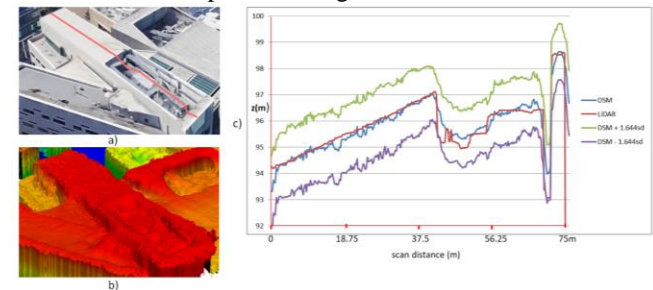 a)
b)
c)
z(m)
100
99
98
97
96
95
94
93
92
0
18.75
37.5
56.25
75m
scan distance (m)
DSM
LiDAR
DSM + 1.644sd
DSM - 1.644sd